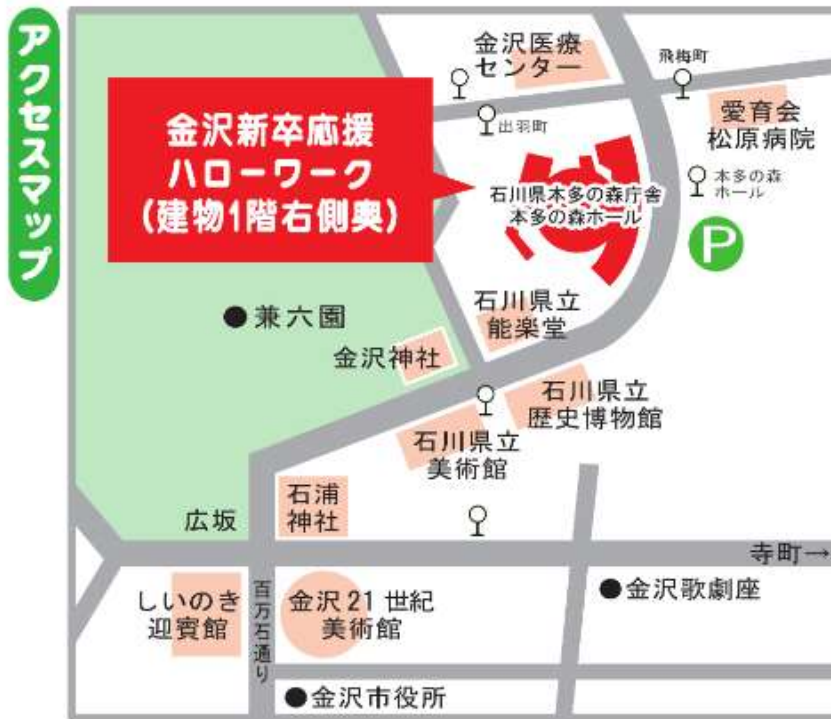 アクセスマップ
金沢医療
センター
飛梅町
出羽町
愛育会
松原病院
金沢新卒応援
ハローワーク
(建物1階右側奥)
石川県本多の森庁舎
本多の森ホール
本多の森
ホール
P
●兼六園
石川県立
能楽堂
金沢神社
石川県立
歴史博物館
石川県立
美術館
石浦
神社
広坂
寺町→
しいのき
迎賓館
百万石通り
金沢21世紀
美術館
●金沢歌劇座
●金沢市役所